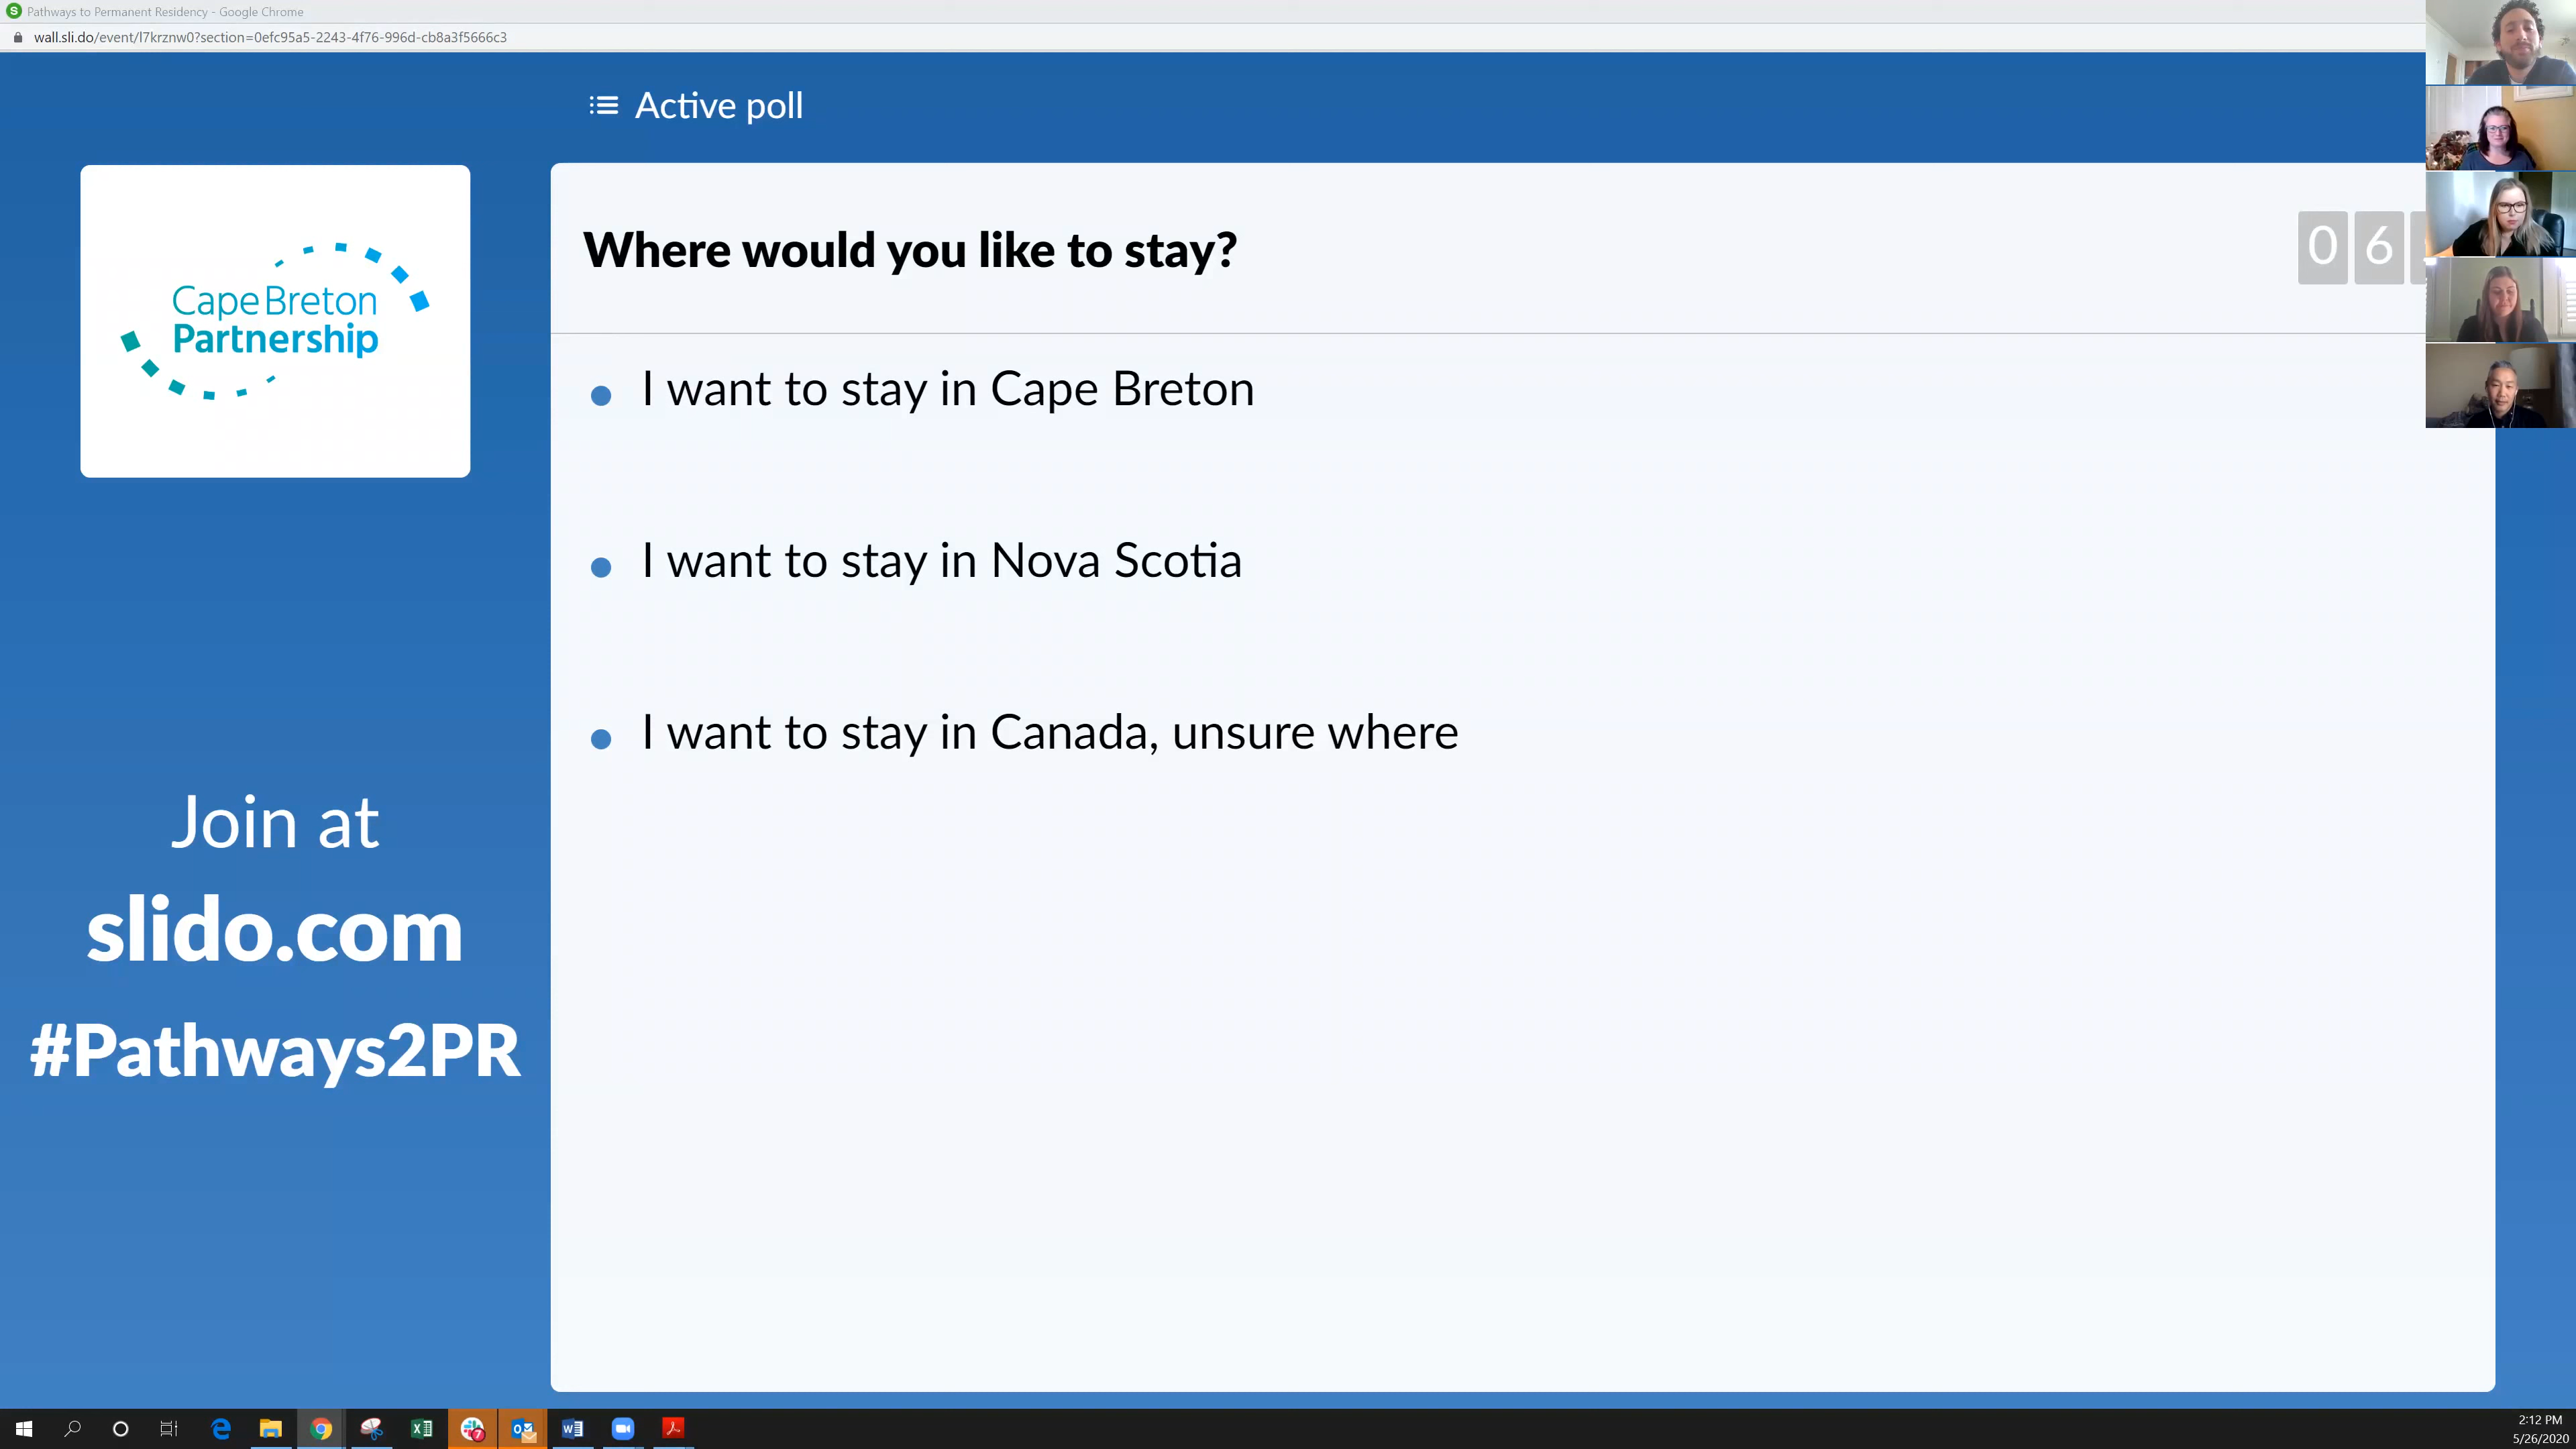 Pathways to Permanent Residency - Google Chrome
wall.sli.do/event/l7krznw0?section=0efc95a5-2243-4f76-996d-cb8a3f5666c3
Active poll
Cape Breton
Partnership
Where would you like to stay?
0 6
I want to stay in Cape Breton
I want to stay in Nova Scotia
I want to stay in Canada, unsure where
Join at
slido.com
#Pathways2PR
2:12 PM
5/26/2020